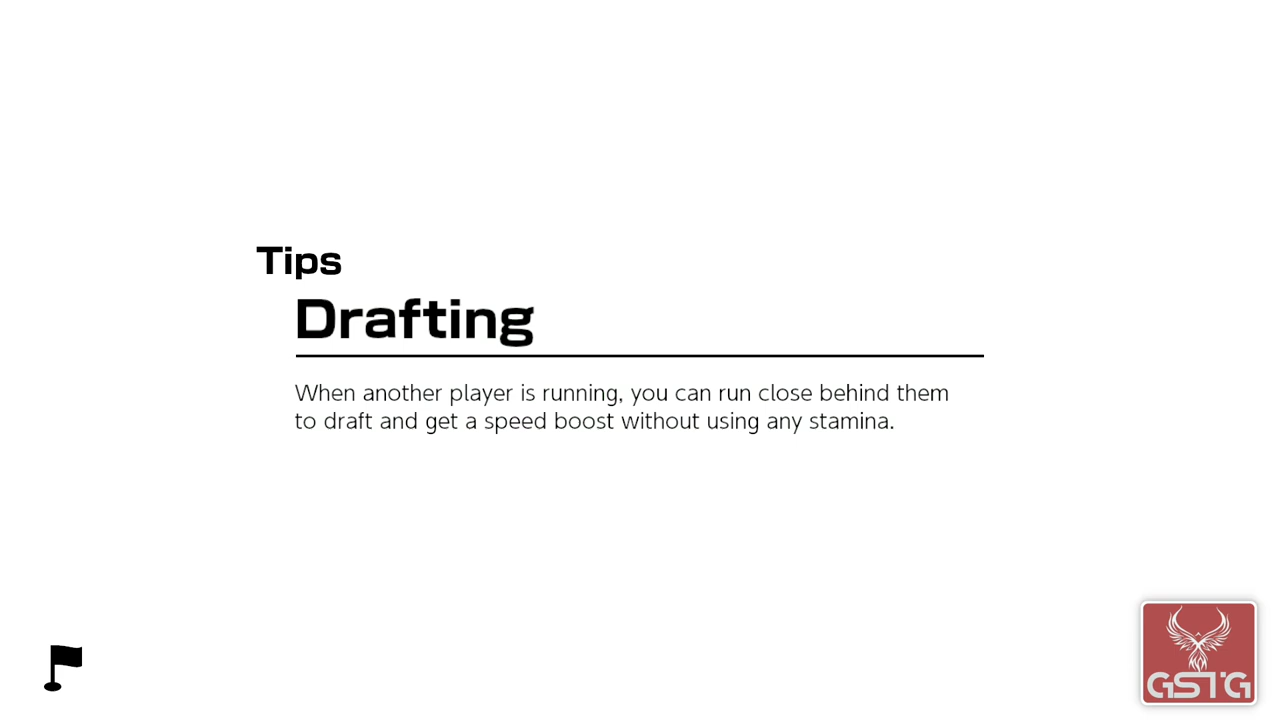 Tips
Drafting
When another player is running, you can run close behind them
to draft and get a speed boost without using any stamina.
GSTG